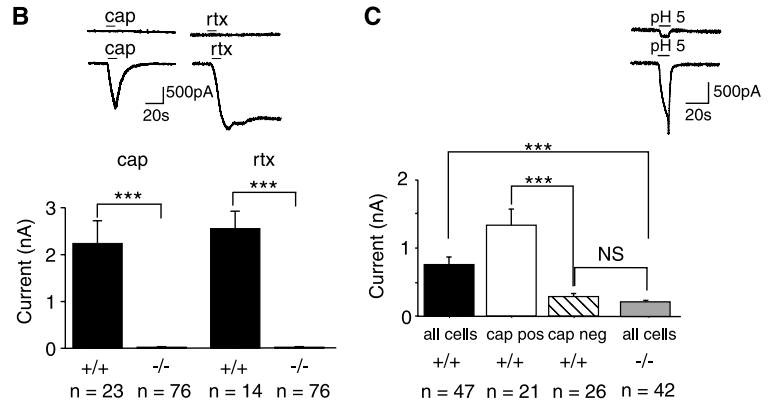 B
cap
rtx
cap
rtx
500pA
20s
cap
rtx
***
***
Current (nA)
3
2
1
0
+/+
-/-
+/+
-/-
n = 23
n = 76
n = 14
n = 76
C
pH 5
pH 5
500pA
20s
***
***
NS
Current (nA)
2
1
0
all cells
cap pos
cap neg
all cells
+/+
+/+
+/+
-/-
n = 47
n = 21
n = 26
n = 42